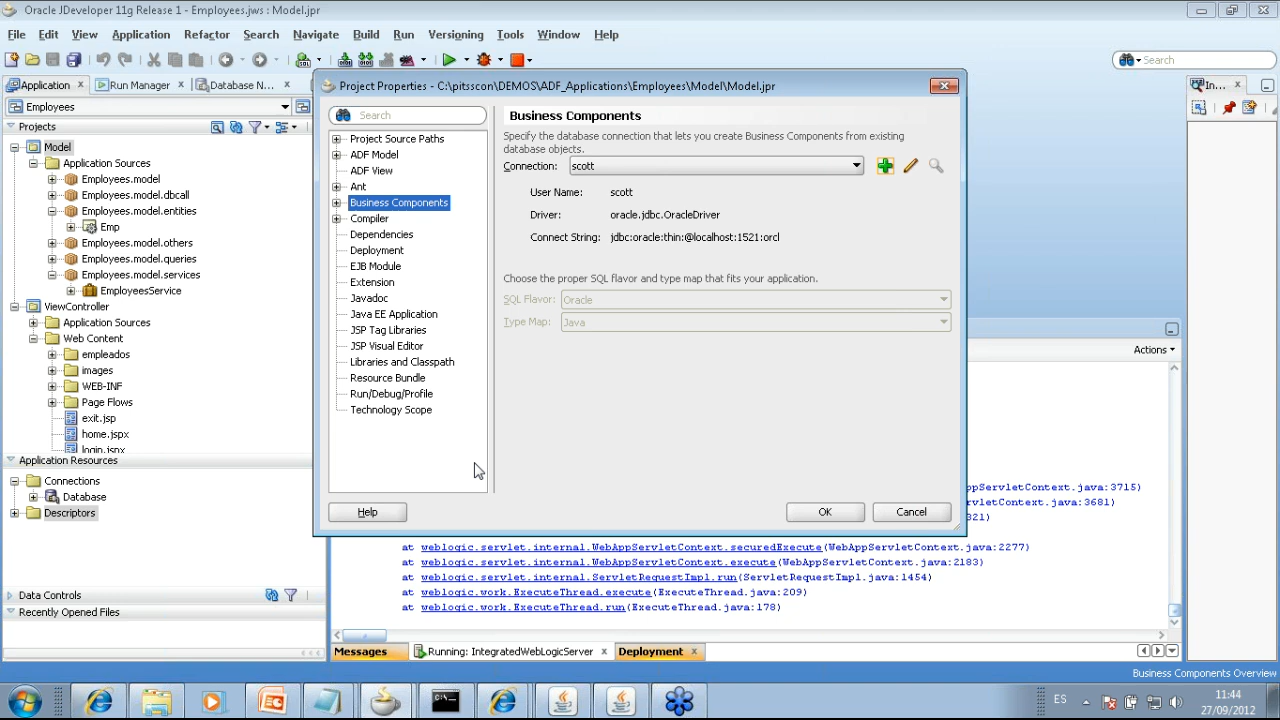 Oracle JDeveloper 11g Release 1 - Employees.jws : Model.jpr
File Edit View Application Refactor Search Navigate Build Run Versioning Tools Window Help
Search
Application Run Manager Database N...
In...
Employees
Projects
Model
Application Sources
Employees.model
Employees.model.dbcall
Employees.model.entities
Emp
Employees.model.others
Employees.model.queries
Employees.model.services
EmployeesService
ViewController
Application Sources
Web Content
empleados
images
WEB-INF
Page Flows
exit.jsp
home.jspx
login.jspx
Application Resources
Connections
Database
Descriptors
Data Controls
Recently Opened Files
Project Properties - C:\pitsscon\DEMOS\ADF_Applications\Employees\Model\Model.jpr
Search
Project Source Paths
ADF Model
ADF View
Ant
Business Components
Compiler
Dependencies
Deployment
EJB Module
Extension
Javadoc
Java EE Application
JSP Tag Libraries
JSP Visual Editor
Libraries and Classpath
Resource Bundle
Run/Debug/Profile
Technology Scope
Business Components
Specify the database connection that lets you create Business Components from existing
database objects.
Connection: scott
User Name: scott
Driver: oracle.jdbc.OracleDriver
Connect String: jdbc:oracle:thin:@localhost:1521:orcl
Choose the proper SQL flavor and type map that fits your application.
SQL Flavor: Oracle
Type Map: Java
Help OK Cancel
Actions
ppServletContext.java:3715)
vletContext.java:3681)
321)
at weblogic.servlet.internal.WebAppServletContext.securedExecute(WebAppServletContext.java:2277)
at weblogic.servlet.internal.WebAppServletContext.execute(WebAppServletContext.java:2183)
at weblogic.servlet.internal.ServletRequestImpl.run(ServletRequestImpl.java:1454)
at weblogic.work.ExecuteThread.execute(ExecuteThread.java:209)
at weblogic.work.ExecuteThread.run(ExecuteThread.java:178)
Messages Running: IntegratedWebLogicServer Deployment
Business Components Overview
ES
11:44
27/09/2012